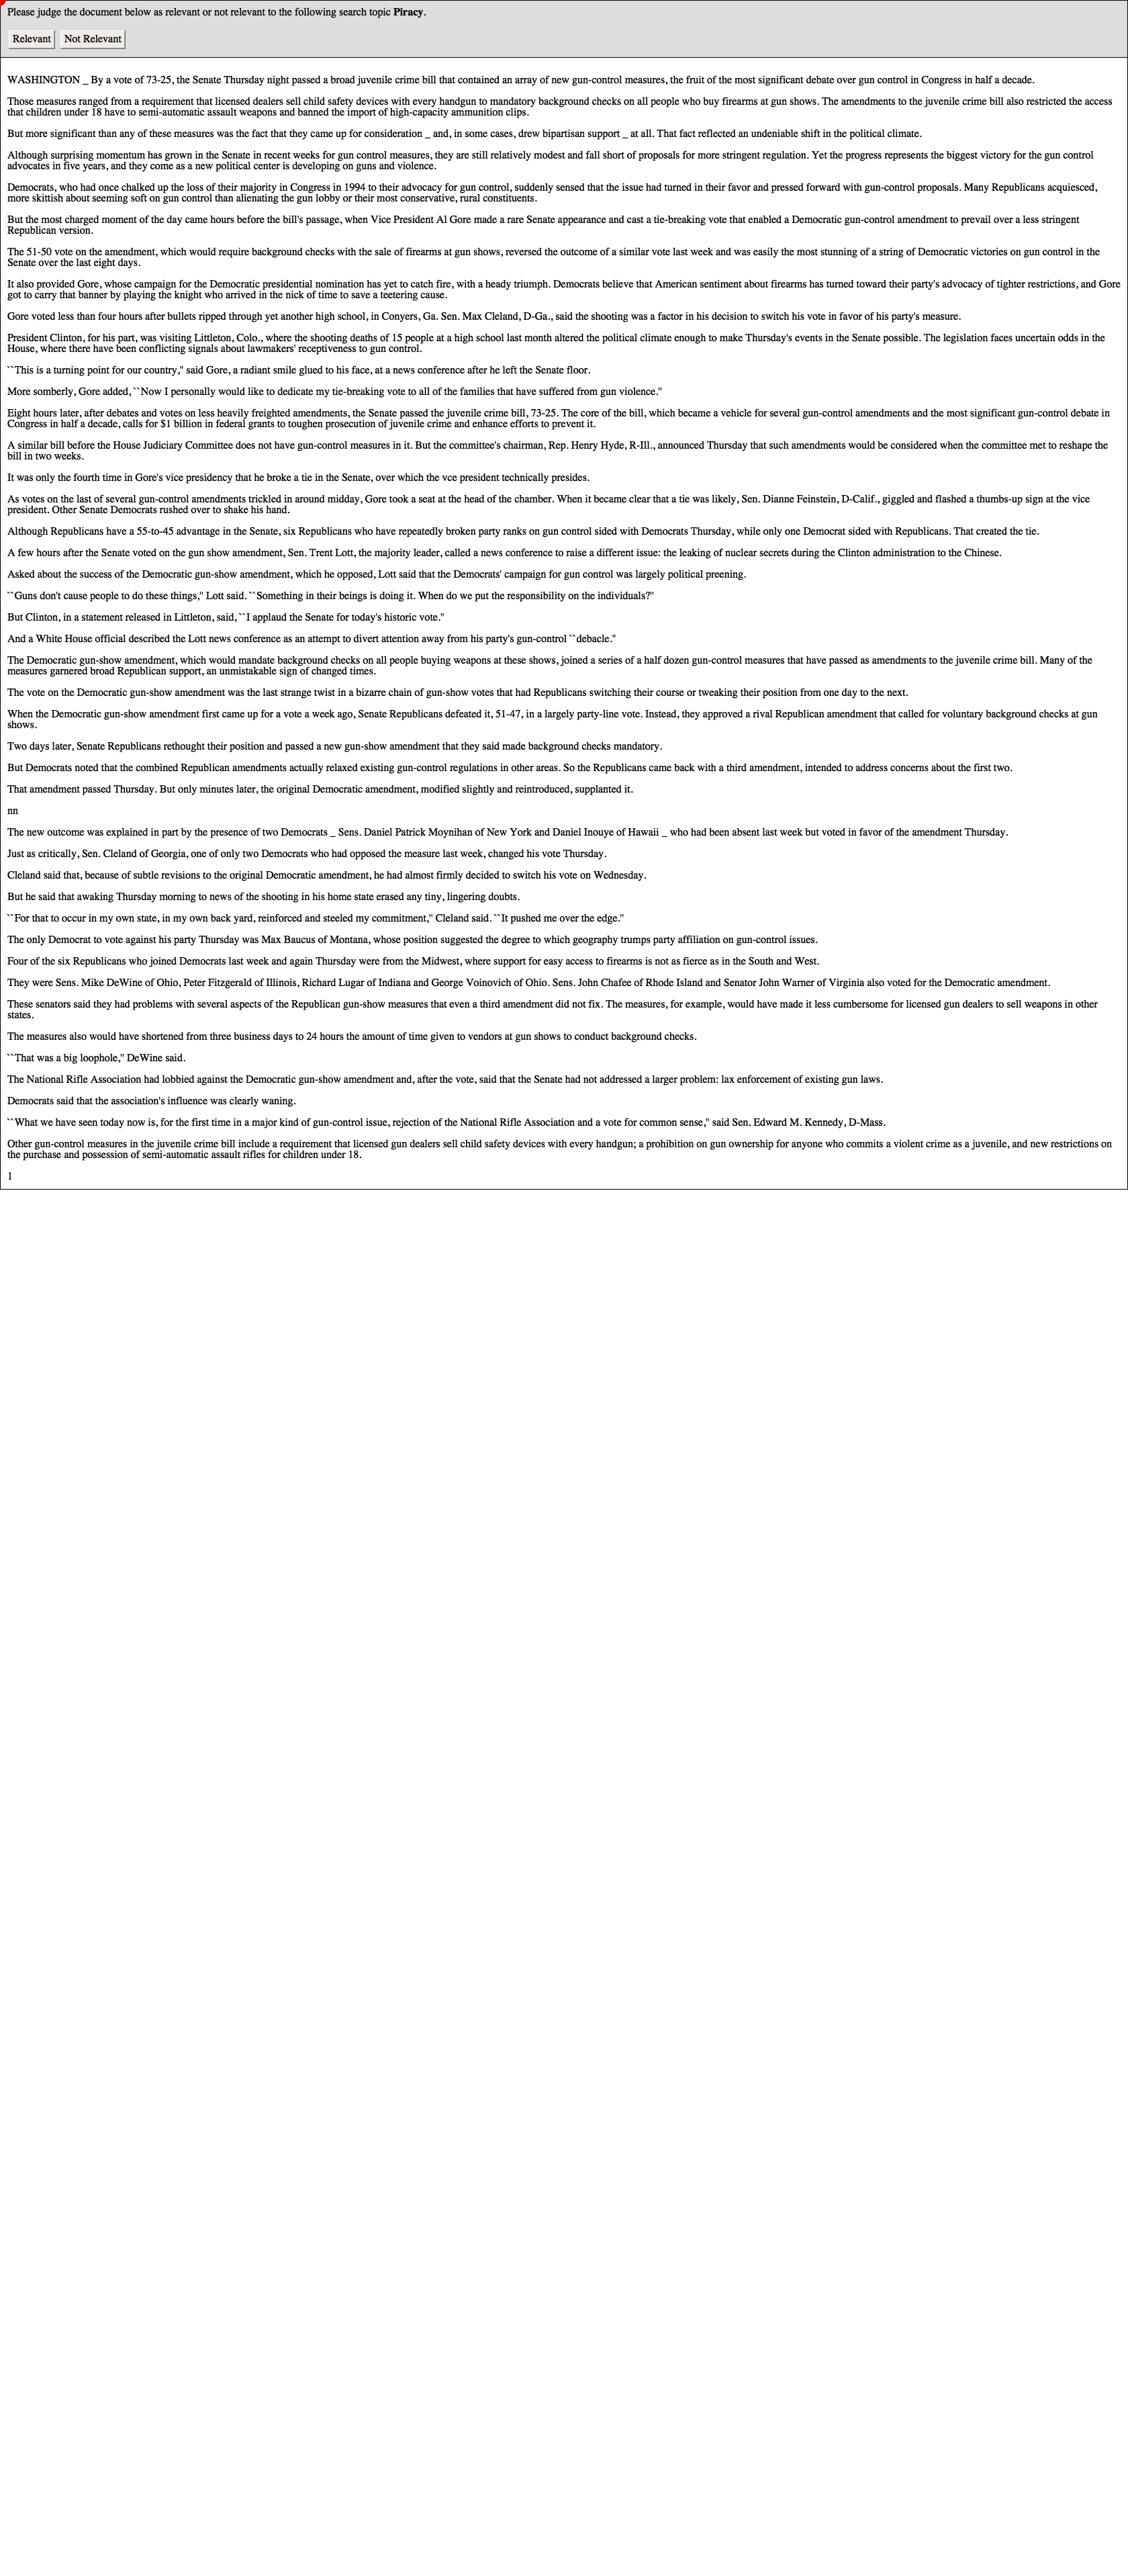 Please judge the document below as relevant or not relevant to the following search topic Piracy.
Relevant Not Relevant
WASHINGTON _ By a vote of 73-25, the Senate Thursday night passed a broad juvenile crime bill that contained an array of new gun-control measures, the fruit of the most significant debate over gun control in Congress in half a decade.
Those measures ranged from a requirement that licensed dealers sell child safety devices with every handgun to mandatory background checks on all people who buy firearms at gun shows. The amendments to the juvenile crime bill also restricted the access
that children under 18 have to semi-automatic assault weapons and banned the import of high-capacity ammunition clips.
But more significant than any of these measures was the fact that they came up for consideration _ and, in some cases, drew bipartisan support _ at all. That fact reflected an undeniable shift in the political climate.
Although surprising momentum has grown in the Senate in recent weeks for gun control measures, they are still relatively modest and fall short of proposals for more stringent regulation. Yet the progress represents the biggest victory for the gun control
advocates in five years, and they come as a new political center is developing on guns and violence.
Democrats, who had once chalked up the loss of their majority in Congress in 1994 to their advocacy for gun control, suddenly sensed that the issue had turned in their favor and pressed forward with gun-control proposals. Many Republicans acquiesced,
more skittish about seeming soft on gun control than alienating the gun lobby or their most conservative, rural constituents.
But the most charged moment of the day came hours before the bill's passage, when Vice President Al Gore made a rare Senate appearance and cast a tie-breaking vote that enabled a Democratic gun-control amendment to prevail over a less stringent
Republican version.
The 51-50 vote on the amendment, which would require background checks with the sale of firearms at gun shows, reversed the outcome of a similar vote last week and was easily the most stunning of a string of Democratic victories on gun control in the
Senate over the last eight days.
It also provided Gore, whose campaign for the Democratic presidential nomination has yet to catch fire, with a heady triumph. Democrats believe that American sentiment about firearms has turned toward their party's advocacy of tighter restrictions, and Gore
got to carry that banner by playing the knight who arrived in the nick of time to save a teetering cause.
Gore voted less than four hours after bullets ripped through yet another high school, in Conyers, Ga. Sen. Max Cleland, D-Ga., said the shooting was a factor in his decision to switch his vote in favor of his party's measure.
President Clinton, for his part, was visiting Littleton, Colo., where the shooting deaths of 15 people at a high school last month altered the political climate enough to make Thursday's events in the Senate possible. The legislation faces uncertain odds in the
House, where there have been conflicting signals about lawmakers' receptiveness to gun control.
``This is a turning point for our country,'' said Gore, a radiant smile glued to his face, at a news conference after he left the Senate floor.
More somberly, Gore added, ``Now I personally would like to dedicate my tie-breaking vote to all of the families that have suffered from gun violence.''
Eight hours later, after debates and votes on less heavily freighted amendments, the Senate passed the juvenile crime bill, 73-25. The core of the bill, which became a vehicle for several gun-control amendments and the most significant gun-control debate in
Congress in half a decade, calls for $1 billion in federal grants to toughen prosecution of juvenile crime and enhance efforts to prevent it.
A similar bill before the House Judiciary Committee does not have gun-control measures in it. But the committee's chairman, Rep. Henry Hyde, R-Ill., announced Thursday that such amendments would be considered when the committee met to reshape the
bill in two weeks.
It was only the fourth time in Gore's vice presidency that he broke a tie in the Senate, over which the vce president technically presides.
As votes on the last of several gun-control amendments trickled in around midday, Gore took a seat at the head of the chamber. When it became clear that a tie was likely, Sen. Dianne Feinstein, D-Calif., giggled and flashed a thumbs-up sign at the vice
president. Other Senate Democrats rushed over to shake his hand.
Although Republicans have a 55-to-45 advantage in the Senate, six Republicans who have repeatedly broken party ranks on gun control sided with Democrats Thursday, while only one Democrat sided with Republicans. That created the tie.
A few hours after the Senate voted on the gun show amendment, Sen. Trent Lott, the majority leader, called a news conference to raise a different issue: the leaking of nuclear secrets during the Clinton administration to the Chinese.
Asked about the success of the Democratic gun-show amendment, which he opposed, Lott said that the Democrats' campaign for gun control was largely political preening.
``Guns don't cause people to do these things,'' Lott said. ``Something in their beings is doing it. When do we put the responsibility on the individuals?''
But Clinton, in a statement released in Littleton, said, ``I applaud the Senate for today's historic vote.''
And a White House official described the Lott news conference as an attempt to divert attention away from his party's gun-control ``debacle.''
The Democratic gun-show amendment, which would mandate background checks on all people buying weapons at these shows, joined a series of a half dozen gun-control measures that have passed as amendments to the juvenile crime bill. Many of the
measures garnered broad Republican support, an unmistakable sign of changed times.
The vote on the Democratic gun-show amendment was the last strange twist in a bizarre chain of gun-show votes that had Republicans switching their course or tweaking their position from one day to the next.
When the Democratic gun-show amendment first came up for a vote a week ago, Senate Republicans defeated it, 51-47, in a largely party-line vote. Instead, they approved a rival Republican amendment that called for voluntary background checks at gun
shows.
Two days later, Senate Republicans rethought their position and passed a new gun-show amendment that they said made background checks mandatory.
But Democrats noted that the combined Republican amendments actually relaxed existing gun-control regulations in other areas. So the Republicans came back with a third amendment, intended to address concerns about the first two.
That amendment passed Thursday. But only minutes later, the original Democratic amendment, modified slightly and reintroduced, supplanted it.
nn
The new outcome was explained in part by the presence of two Democrats _ Sens. Daniel Patrick Moynihan of New York and Daniel Inouye of Hawaii _ who had been absent last week but voted in favor of the amendment Thursday.
Just as critically, Sen. Cleland of Georgia, one of only two Democrats who had opposed the measure last week, changed his vote Thursday.
Cleland said that, because of subtle revisions to the original Democratic amendment, he had almost firmly decided to switch his vote on Wednesday.
But he said that awaking Thursday morning to news of the shooting in his home state erased any tiny, lingering doubts.
``For that to occur in my own state, in my own back yard, reinforced and steeled my commitment,'' Cleland said. ``It pushed me over the edge.''
The only Democrat to vote against his party Thursday was Max Baucus of Montana, whose position suggested the degree to which geography trumps party affiliation on gun-control issues.
Four of the six Republicans who joined Democrats last week and again Thursday were from the Midwest, where support for easy access to firearms is not as fierce as in the South and West.
They were Sens. Mike DeWine of Ohio, Peter Fitzgerald of Illinois, Richard Lugar of Indiana and George Voinovich of Ohio. Sens. John Chafee of Rhode Island and Senator John Warner of Virginia also voted for the Democratic amendment.
These senators said they had problems with several aspects of the Republican gun-show measures that even a third amendment did not fix. The measures, for example, would have made it less cumbersome for licensed gun dealers to sell weapons in other
states.
The measures also would have shortened from three business days to 24 hours the amount of time given to vendors at gun shows to conduct background checks.
``That was a big loophole,'' DeWine said.
The National Rifle Association had lobbied against the Democratic gun-show amendment and, after the vote, said that the Senate had not addressed a larger problem: lax enforcement of existing gun laws.
Democrats said that the association's influence was clearly waning.
``What we have seen today now is, for the first time in a major kind of gun-control issue, rejection of the National Rifle Association and a vote for common sense,'' said Sen. Edward M. Kennedy, D-Mass.
Other gun-control measures in the juvenile crime bill include a requirement that licensed gun dealers sell child safety devices with every handgun; a prohibition on gun ownership for anyone who commits a violent crime as a juvenile, and new restrictions on
the purchase and possession of semi-automatic assault rifles for children under 18.
1